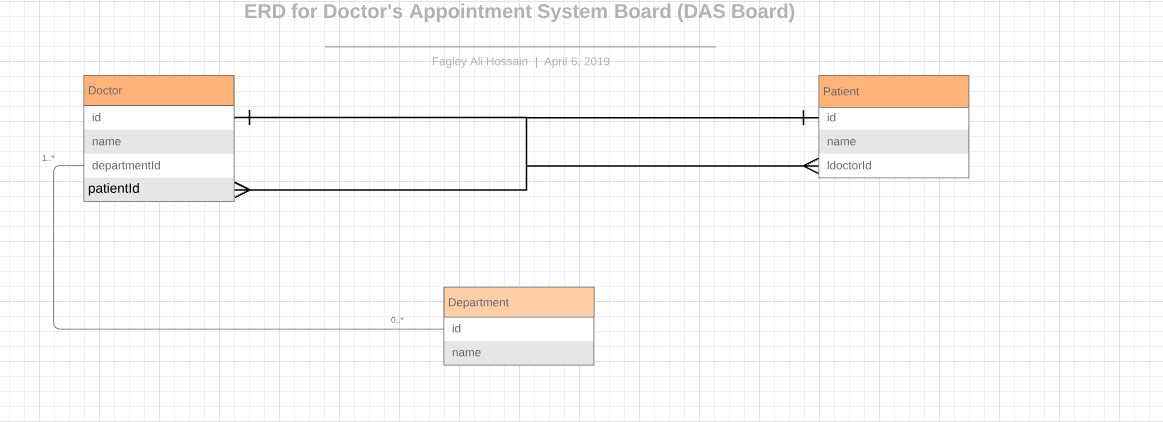 ERD for Doctor's Appointment System Board (DAS Board)
Fagley Ali Hossain | April 6, 2019
Doctor
id
name
departmentId
patientId
Patient
id
name
ldoctorId
1..*
0..*
Department
id
name